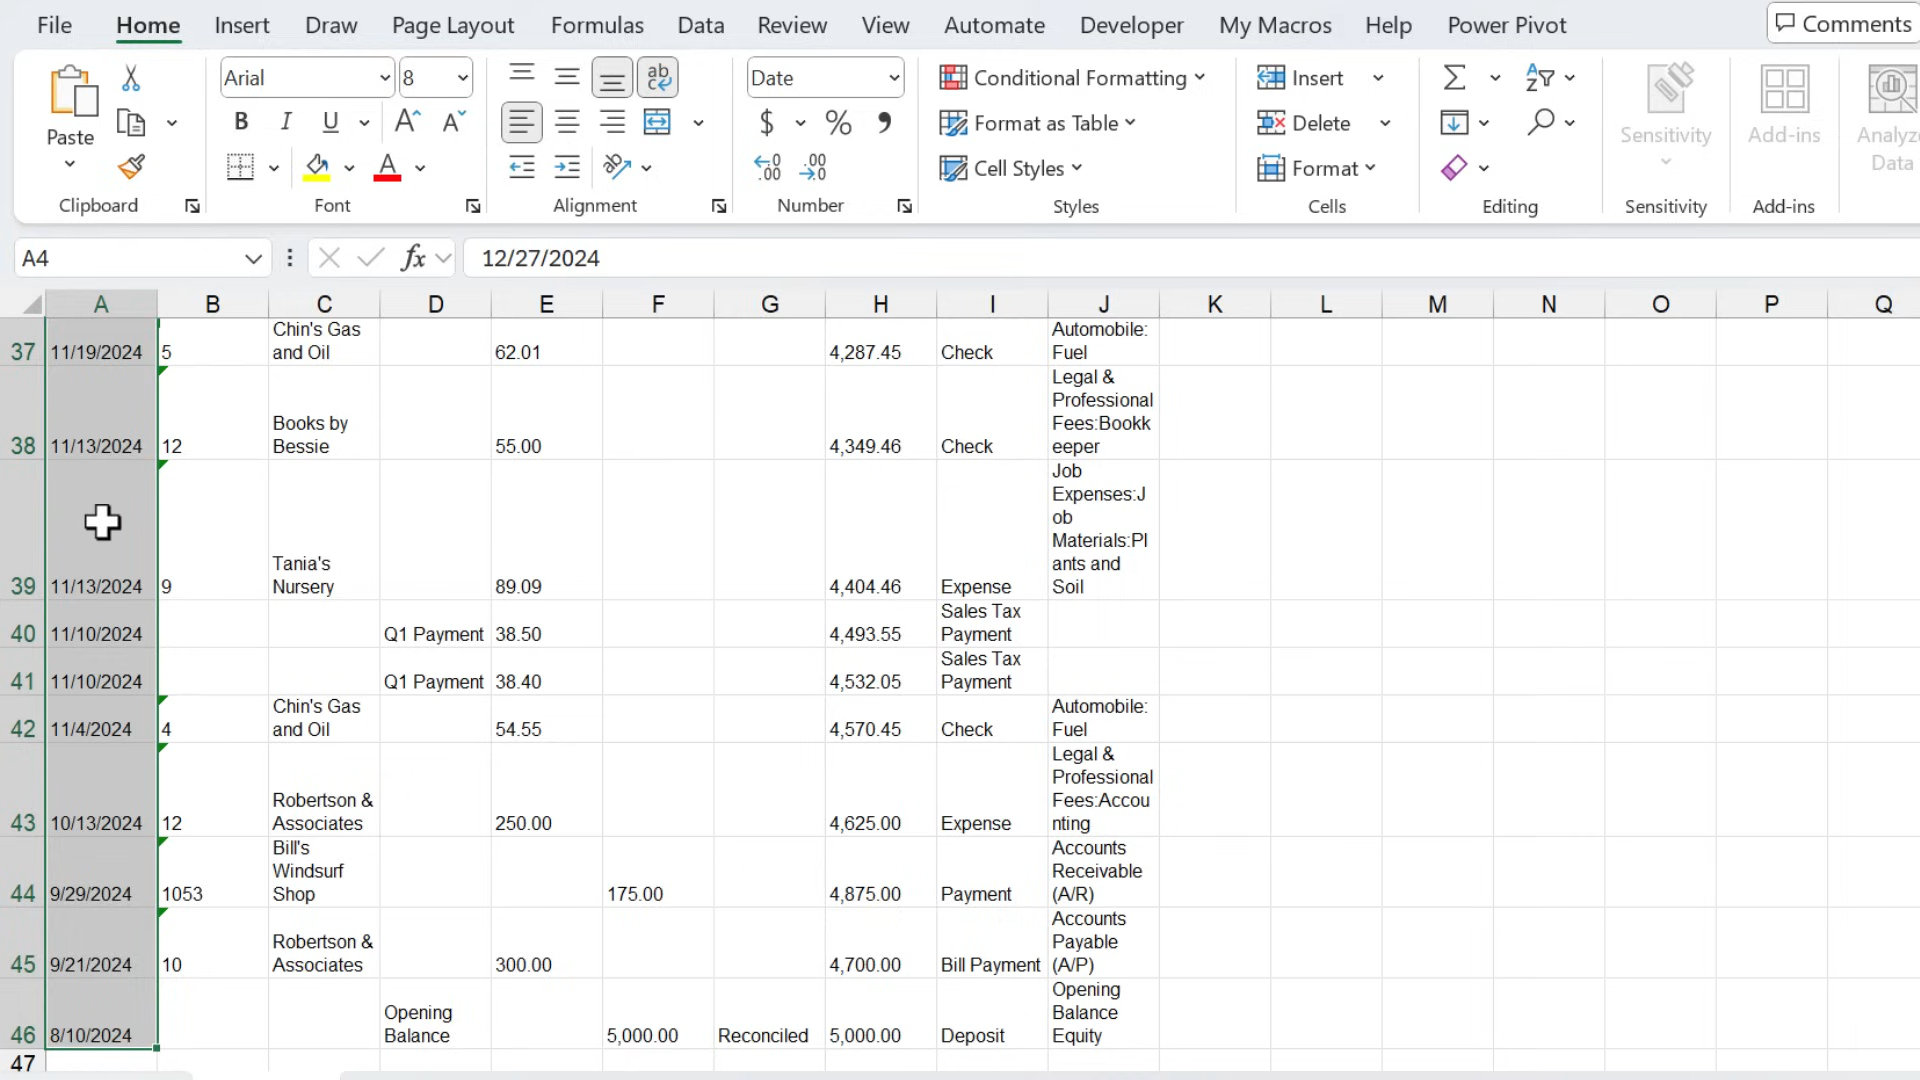 File Home Insert Draw Page Layout Formulas Data Review View Automate Developer My Macros Help Power Pivot Comments
Paste
Clipboard
Arial 8
B I U A A
A
Font
ab
Alignment
Date
$ % 9
.00
Number
Conditional Formatting
Format as Table
Cell Styles
Styles
Insert
Delete
Format
Cells
Editing
Sensitivity
Sensitivity
Add-ins
Add-ins
Analyze
Data
A4 fx 12/27/2024
A B C D E F G H I J K L M N O P Q
37 11/19/2024 5 Chin's Gas
and Oil 62.01 4,287.45 Check Automobile:
Fuel
38 11/13/2024 12 Books by
Bessie 55.00 4,349.46 Check Legal &
Professional
Fees:Bookk
eeper
39 11/13/2024 9 Tania's
Nursery 89.09 4,404.46 Expense Job
Expenses:J
ob
Materials:Pl
ants and
Soil
40 11/10/2024 Q1 Payment 38.50 4,493.55 Sales Tax
Payment
41 11/10/2024 Q1 Payment 38.40 4,532.05 Sales Tax
Payment
42 11/4/2024 4 Chin's Gas
and Oil 54.55 4,570.45 Check Automobile:
Fuel
43 10/13/2024 12 Robertson &
Associates 250.00 4,625.00 Expense Legal &
Professional
Fees:Accou
nting
44 9/29/2024 1053 Bill's
Windsurf
Shop 175.00 4,875.00 Payment Accounts
Receivable
(A/R)
45 9/21/2024 10 Robertson &
Associates 300.00 4,700.00 Bill Payment Accounts
Payable
(A/P)
46 8/10/2024 Opening
Balance 5,000.00 Reconciled 5,000.00 Deposit Opening
Balance
Equity
47